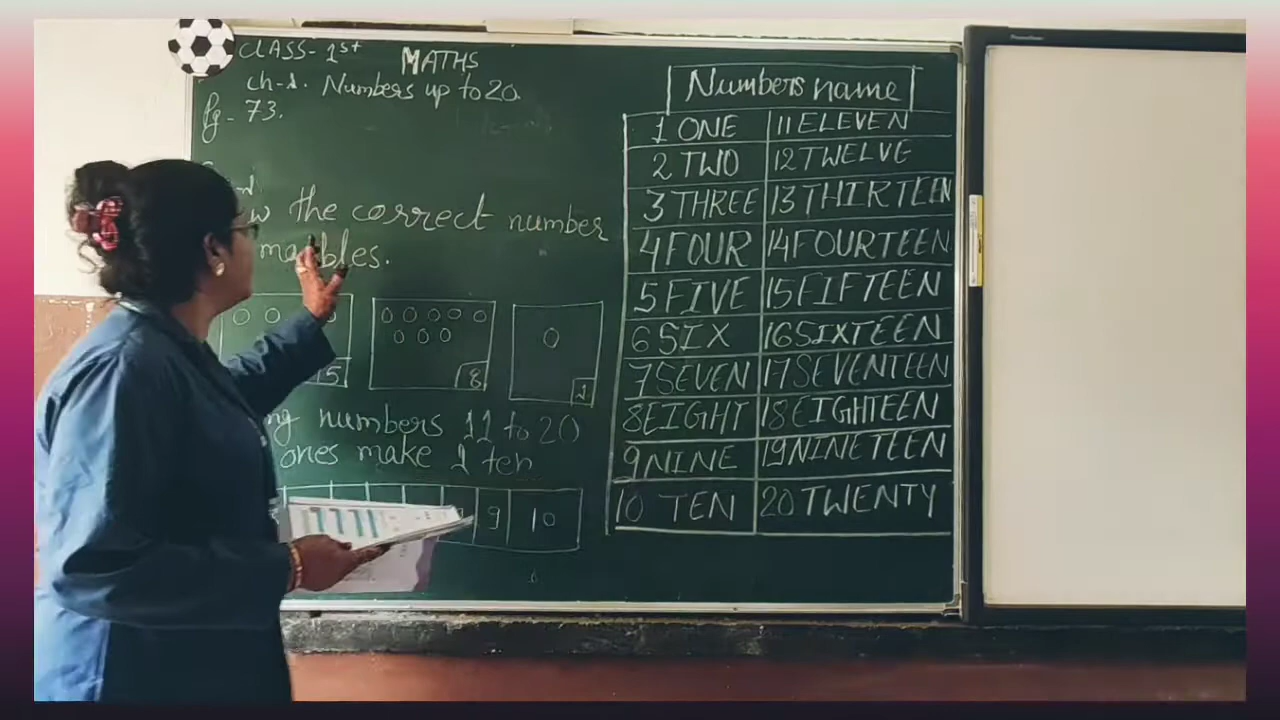 CLASS- 1st
MATHS
ch-1. Numbers up to 20.
Pg - 73.
the correct number
marbles.
5
8
1
numbers 11 to 20
ones make 1 ten
9 10
Numbers name
1 ONE 11 ELEVEN
2 TWO 12 TWELVE
3 THREE 13 THIRTEEN
4 FOUR 14 FOURTEEN
5 FIVE 15 FIFTEEN
6 SIX 16 SIXTEEN
7 SEVEN 17 SEVENTEEN
8 EIGHT 18 EIGHTEEN
9 NINE 19 NINETEEN
10 TEN 20 TWENTY